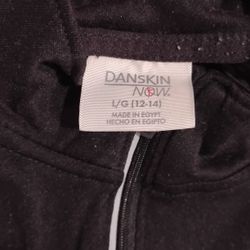 DANSKIN
NOW.
L/G (12-14)
MADE IN EGYPT
HECHO EN EGIPTO